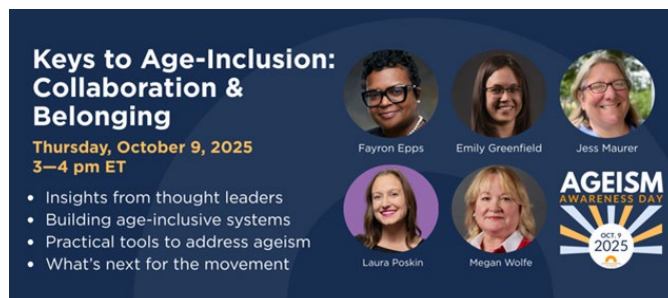 Keys to Age-Inclusion:
Collaboration &
Belonging
Thursday, October 9, 2025
3—4 pm ET
• Insights from thought leaders
• Building age-inclusive systems
• Practical tools to address ageism
• What's next for the movement
Fayron Epps
Emily Greenfield
Jess Maurer
Laura Poskin
Megan Wolfe
AGEISM
AWARENESS DAY
OCT. 9
2025